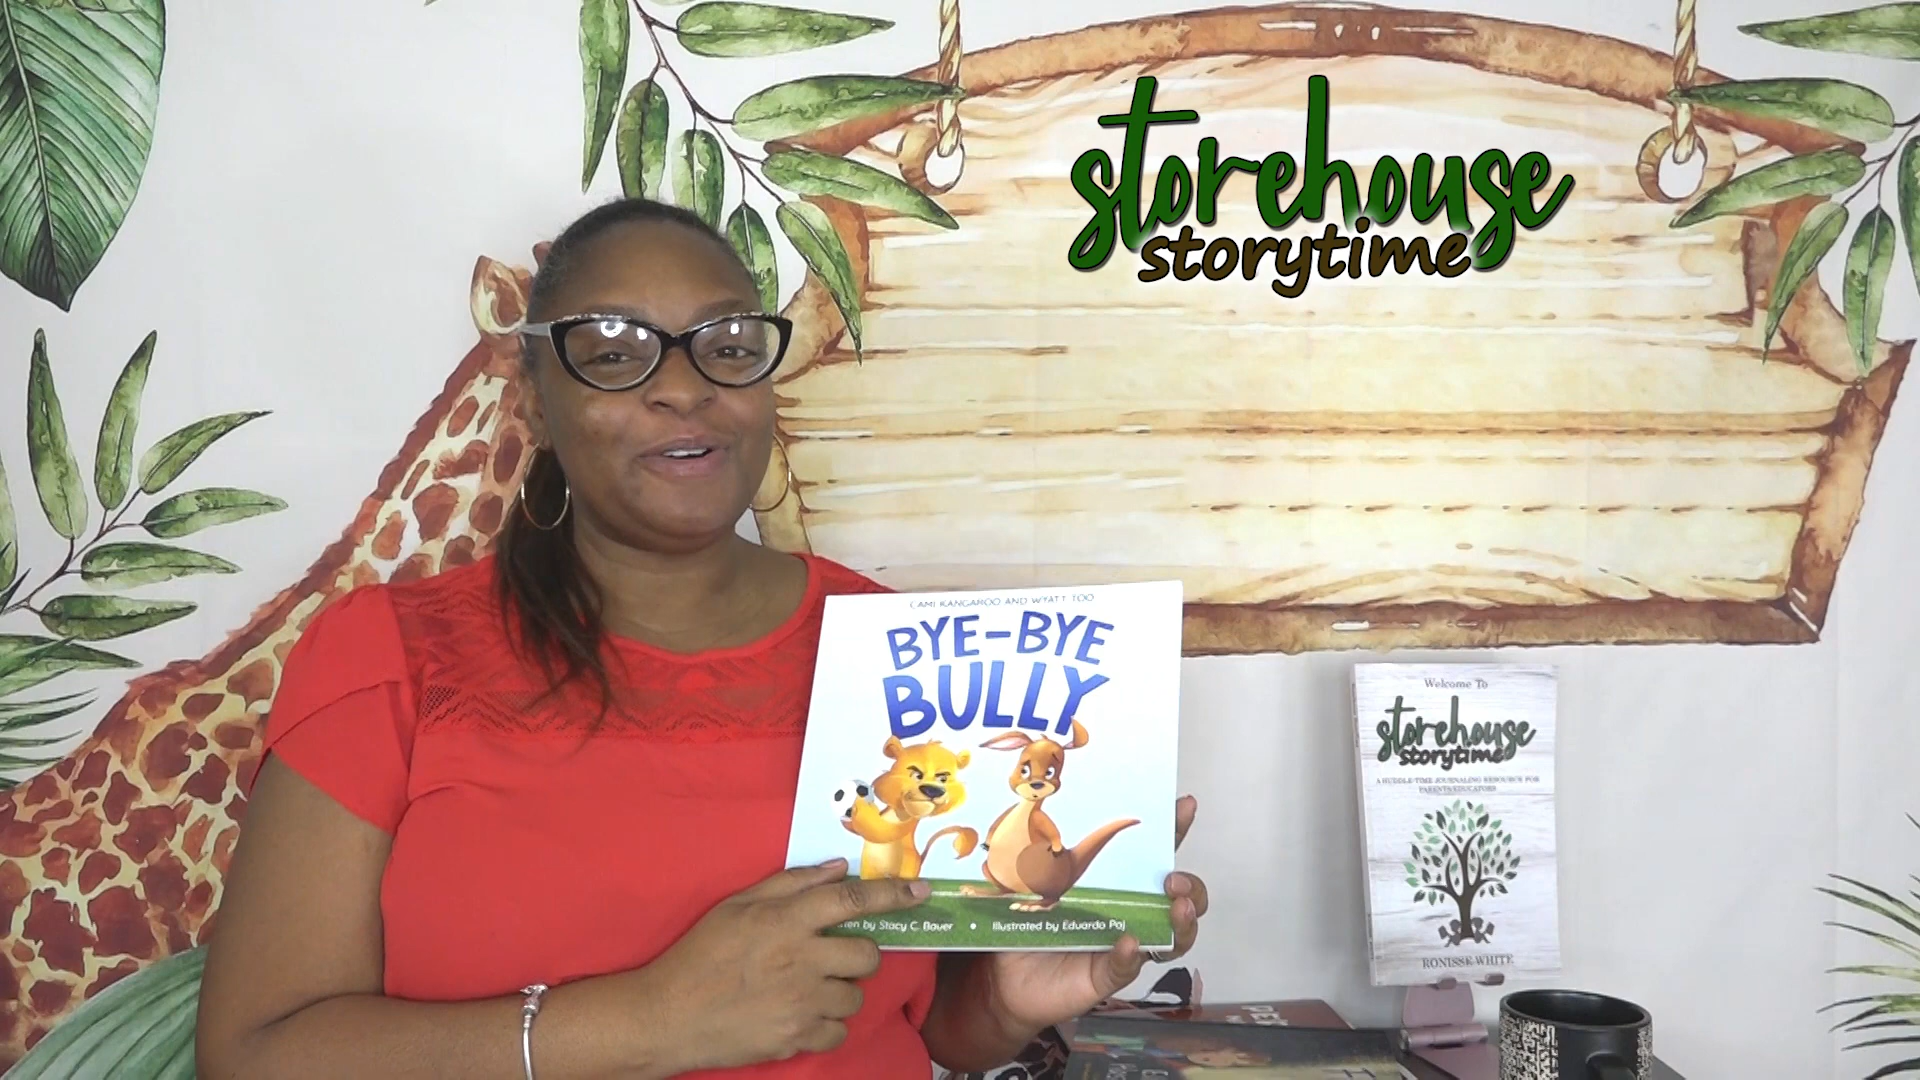 storehouse
storytime
CAMI KANGAROO AND WYATT TOO
BYE-BYE
BULLY
by Stacy C. Bauer • Illustrated by Eduardo Paj
Welcome To
storehouse
storytime
A HUDDLE-TIME JOURNALING RESOURCE FOR
PARENTS/EDUCATORS
RONISSE WHITE